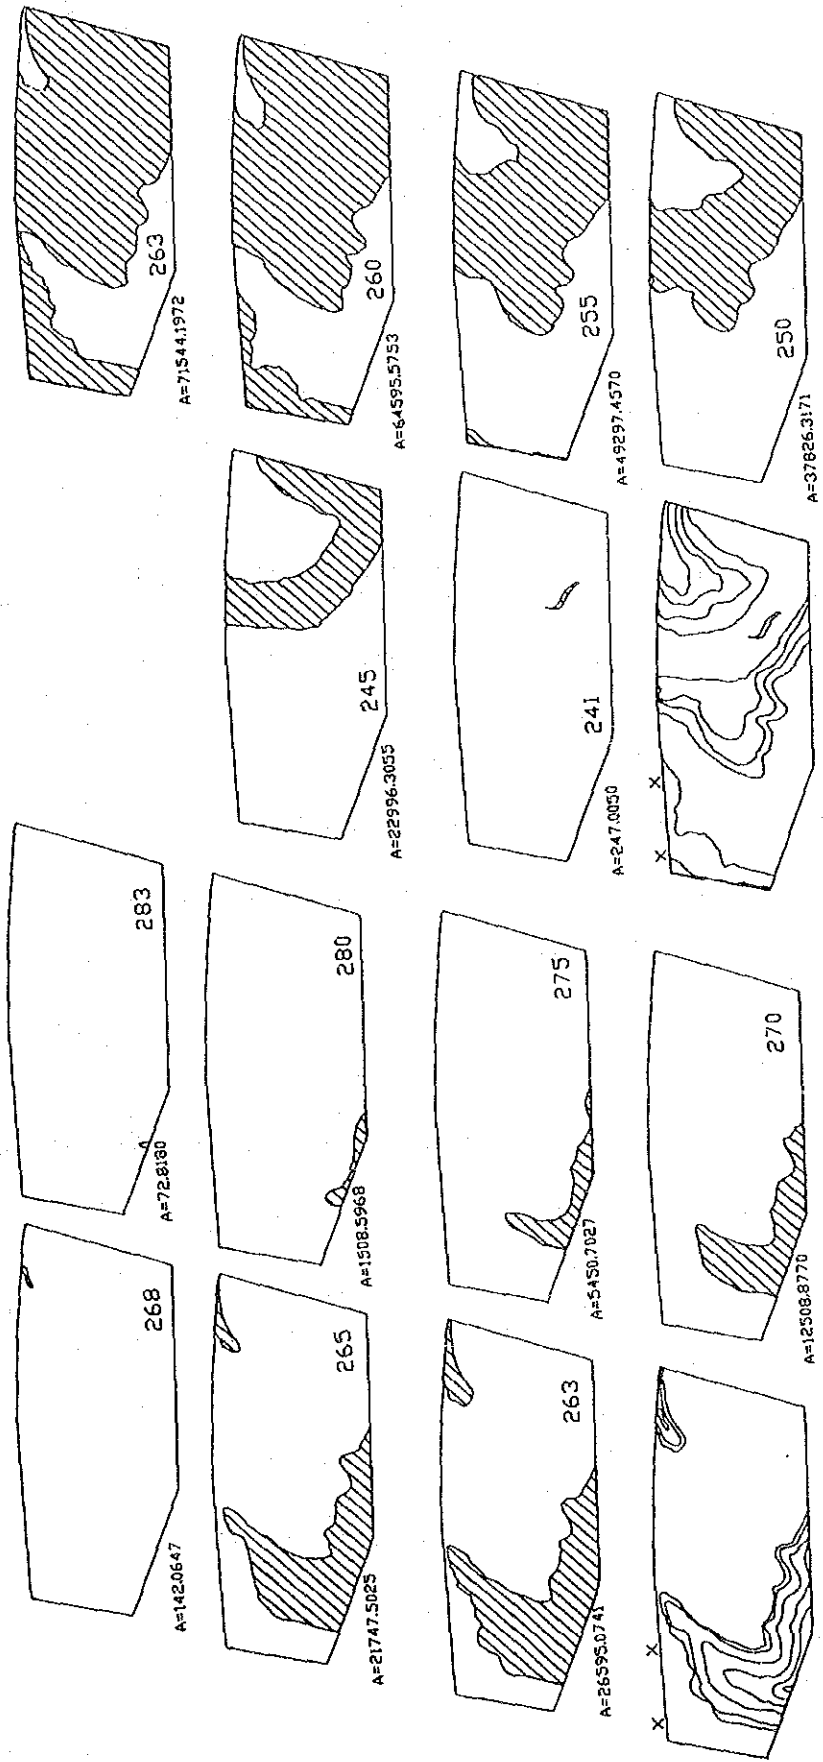 263
A=71544.1972
260
A=64595.5753
255
A=49297.4570
250
A=37826.3171
245
A=22996.3055
241
A=247.0050
X
X
283
A=72.8180
280
A=1508.5968
275
A=5450.7027
270
A=12508.8770
268
A=142.0647
265
A=21747.5025
263
A=26595.0741
X
X